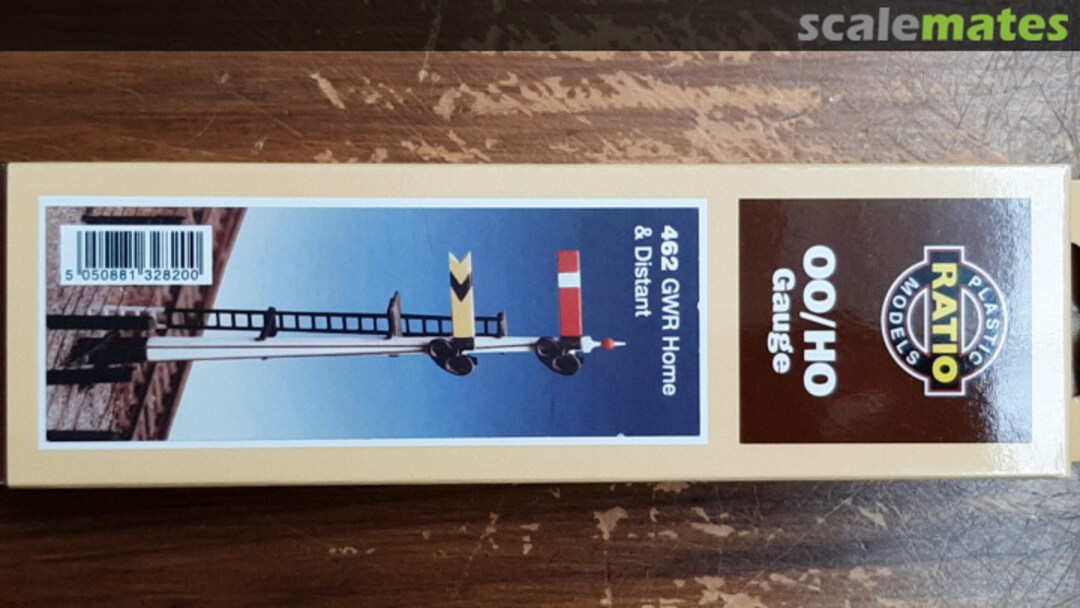 scalemates
PLASTIC
RATIO
MODELS
OO/HO
Gauge
462 GWR Home
& Distant
5 050881 328200